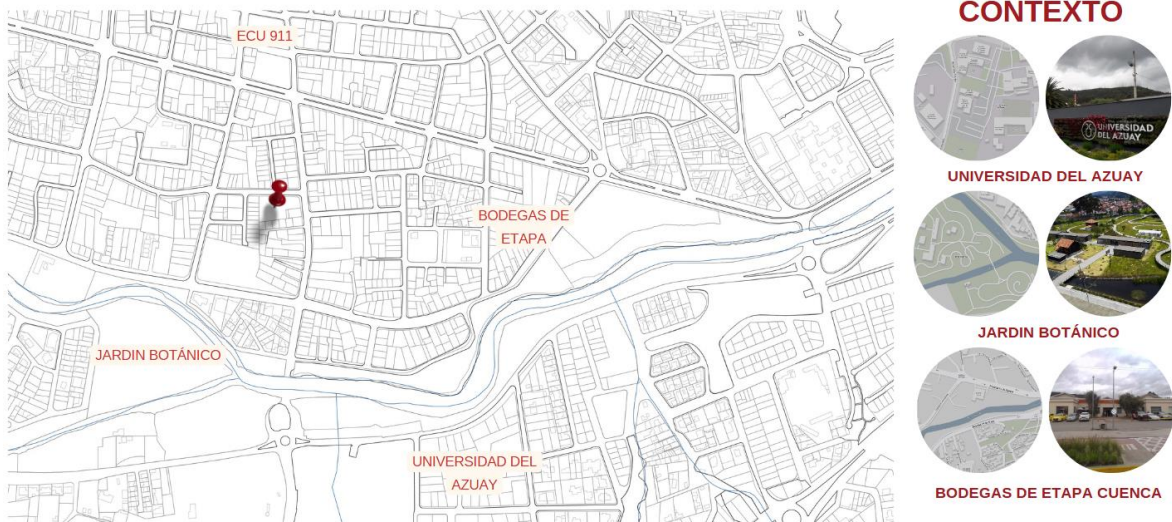 ECU 911
BODEGAS DE
ETAPA
JARDIN BOTÁNICO
UNIVERSIDAD DEL
AZUAY
CONTEXTO
UNIVERSIDAD
DEL AZUAY
UNIVERSIDAD DEL AZUAY
JARDIN BOTÁNICO
BODEGAS DE ETAPA CUENCA